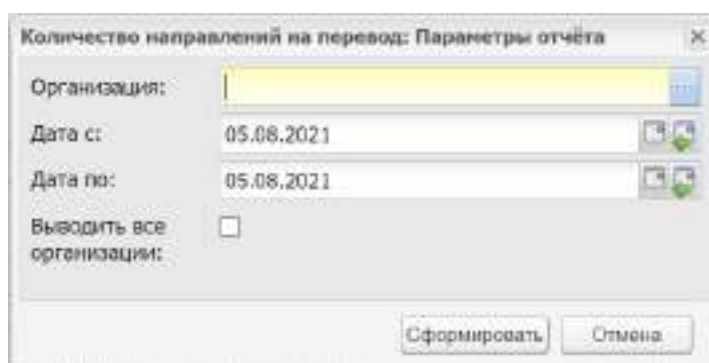 Количество направлений на перевод: Параметры отчёта
Организация:
Дата с: 05.08.2021
Дата по: 05.08.2021
Выводить все
организации:
Сформировать Отмена